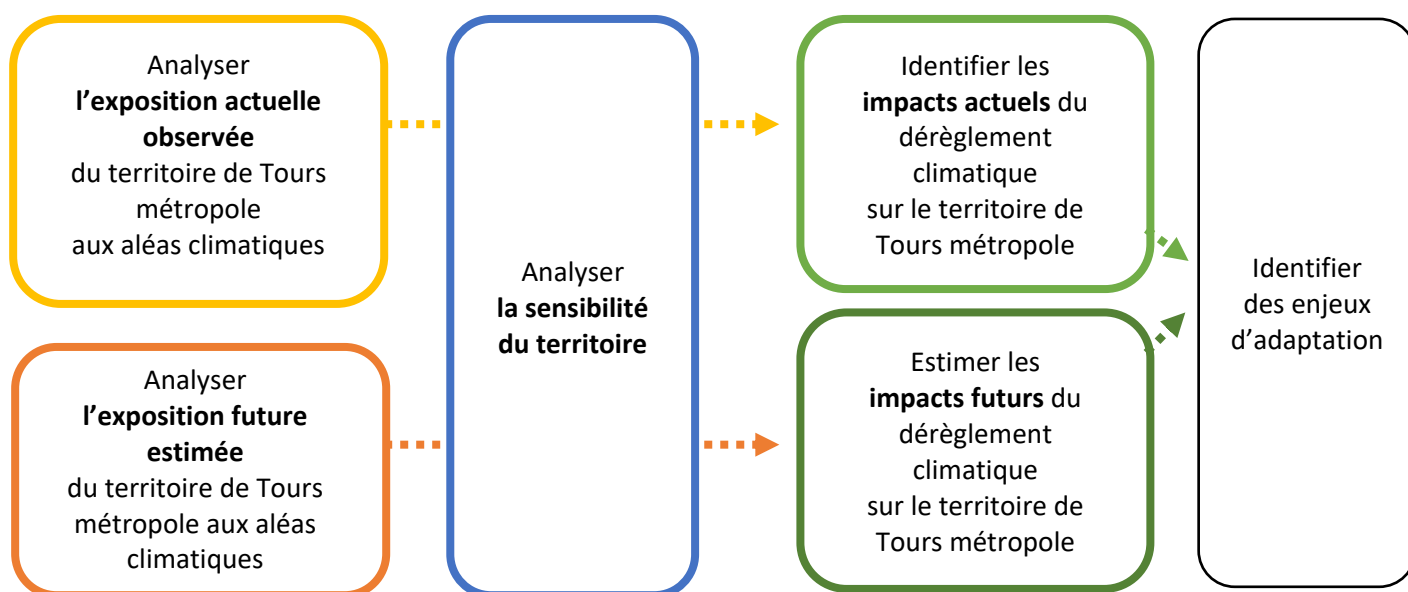 Analyser
l’exposition actuelle
observée
du territoire de Tours
métropole
aux aléas climatiques
Analyser
l’exposition future
estimée
du territoire de Tours
métropole aux aléas
climatiques
Analyser
la sensibilité
du territoire
Identifier les
impacts actuels du
dérèglement
climatique
sur le territoire de
Tours métropole
Estimer les
impacts futurs du
dérèglement
climatique
sur le territoire de
Tours métropole
Identifier
des enjeux
d’adaptation